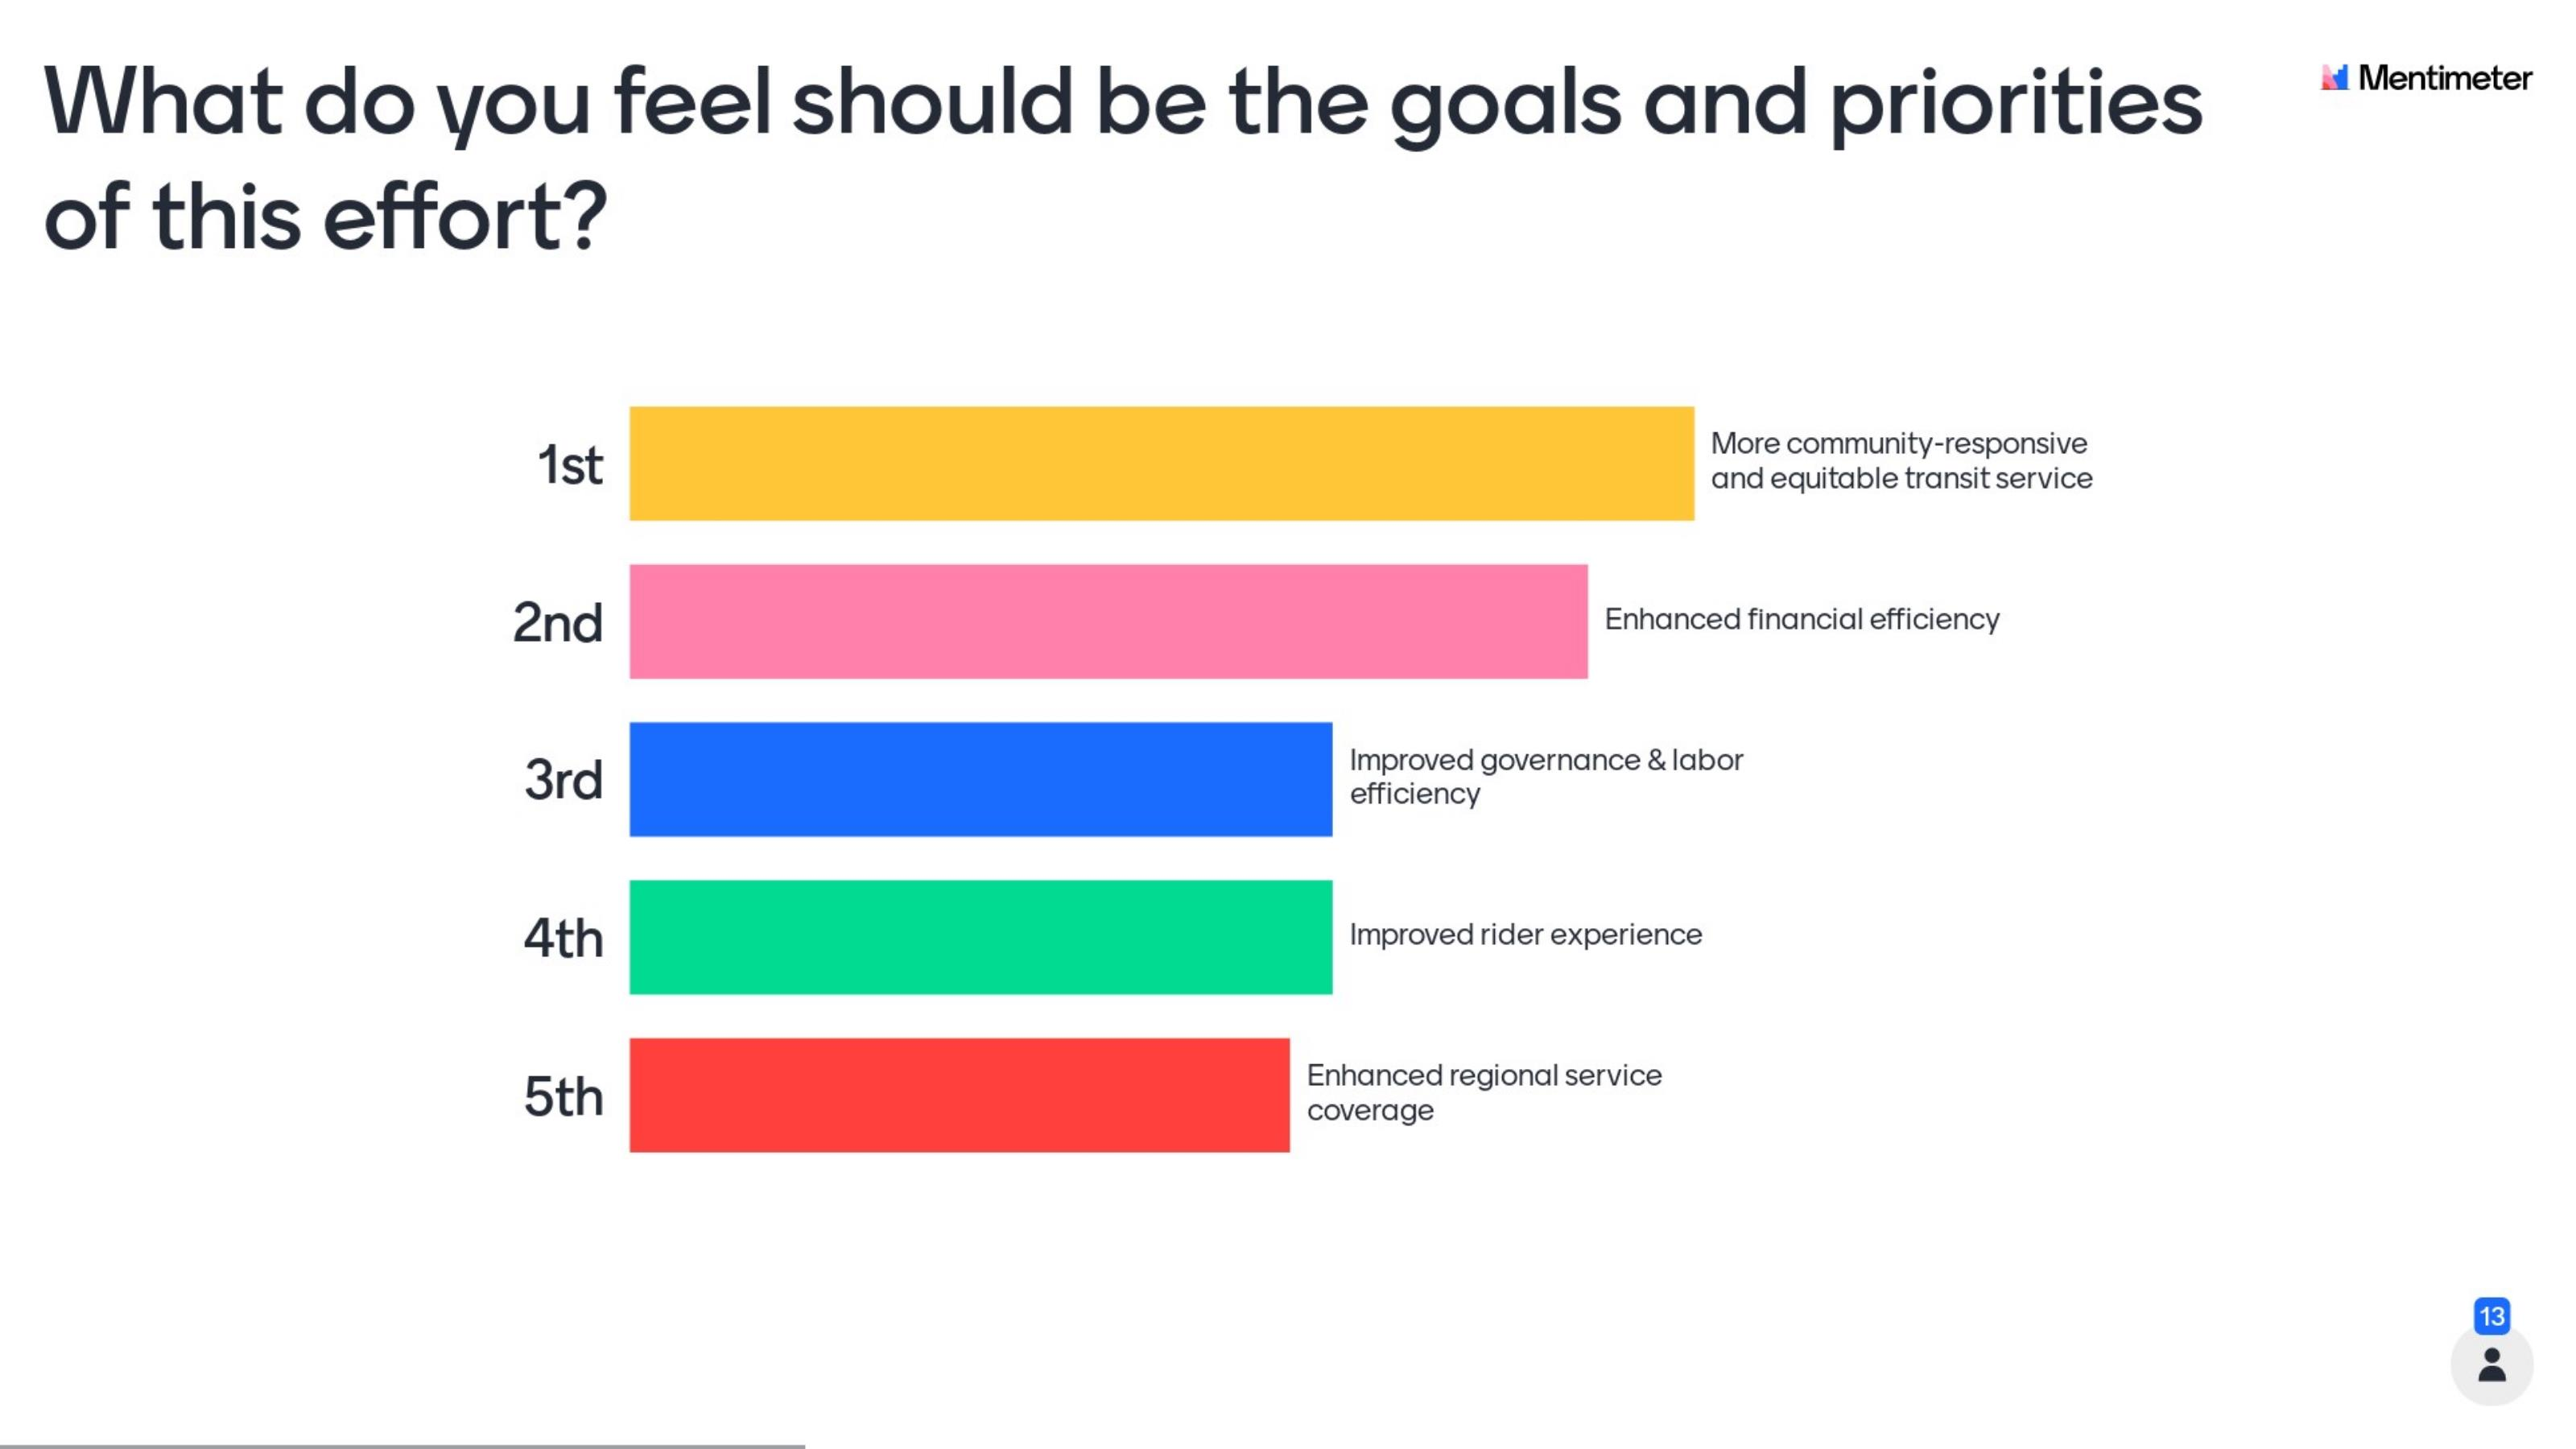 What do you feel should be the goals and priorities
of this effort?
Mentimeter
1st
More community-responsive
and equitable transit service
2nd
Enhanced financial efficiency
3rd
Improved governance & labor
efficiency
4th
Improved rider experience
5th
Enhanced regional service
coverage
13